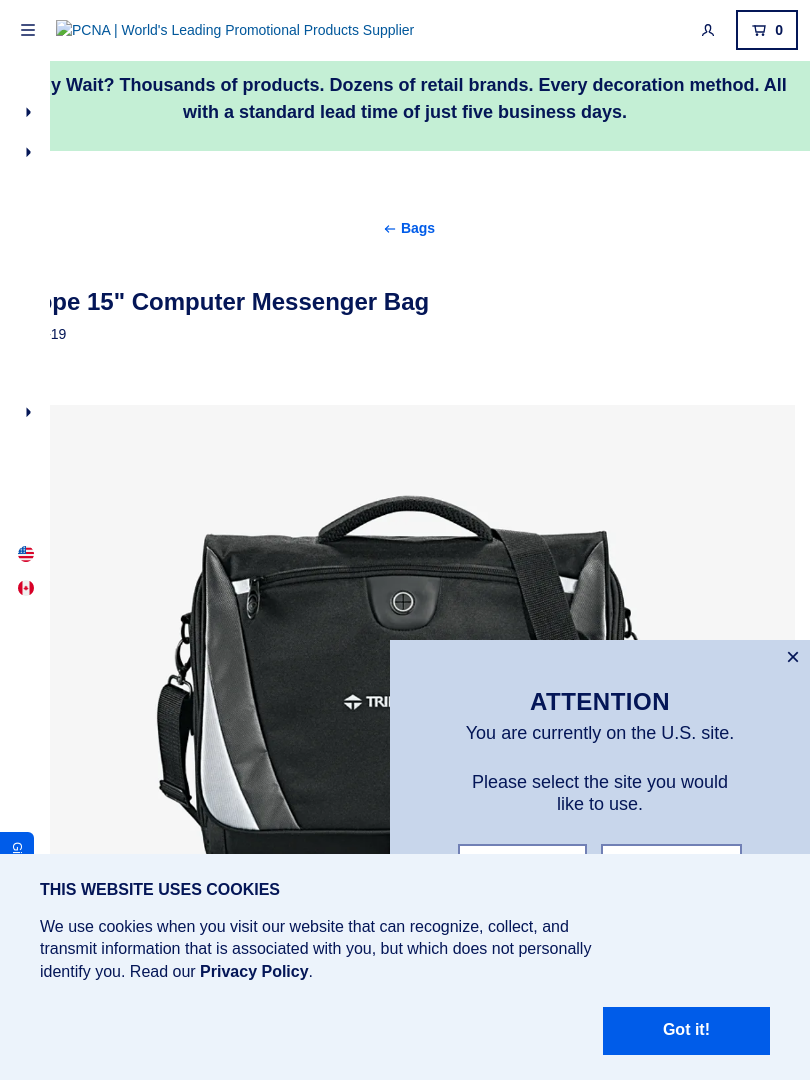 PCNA | World's Leading Promotional Products Supplier
0
Wait? Thousands of products. Dozens of retail brands. Every decoration method. All
with a standard lead time of just five business days.
Bags
15" Computer Messenger Bag
ATTENTION
You are currently on the U.S. site.
Please select the site you would
like to use.
THIS WEBSITE USES COOKIES
We use cookies when you visit our website that can recognize, collect, and
transmit information that is associated with you, but which does not personally
identify you. Read our Privacy Policy.
Got it!